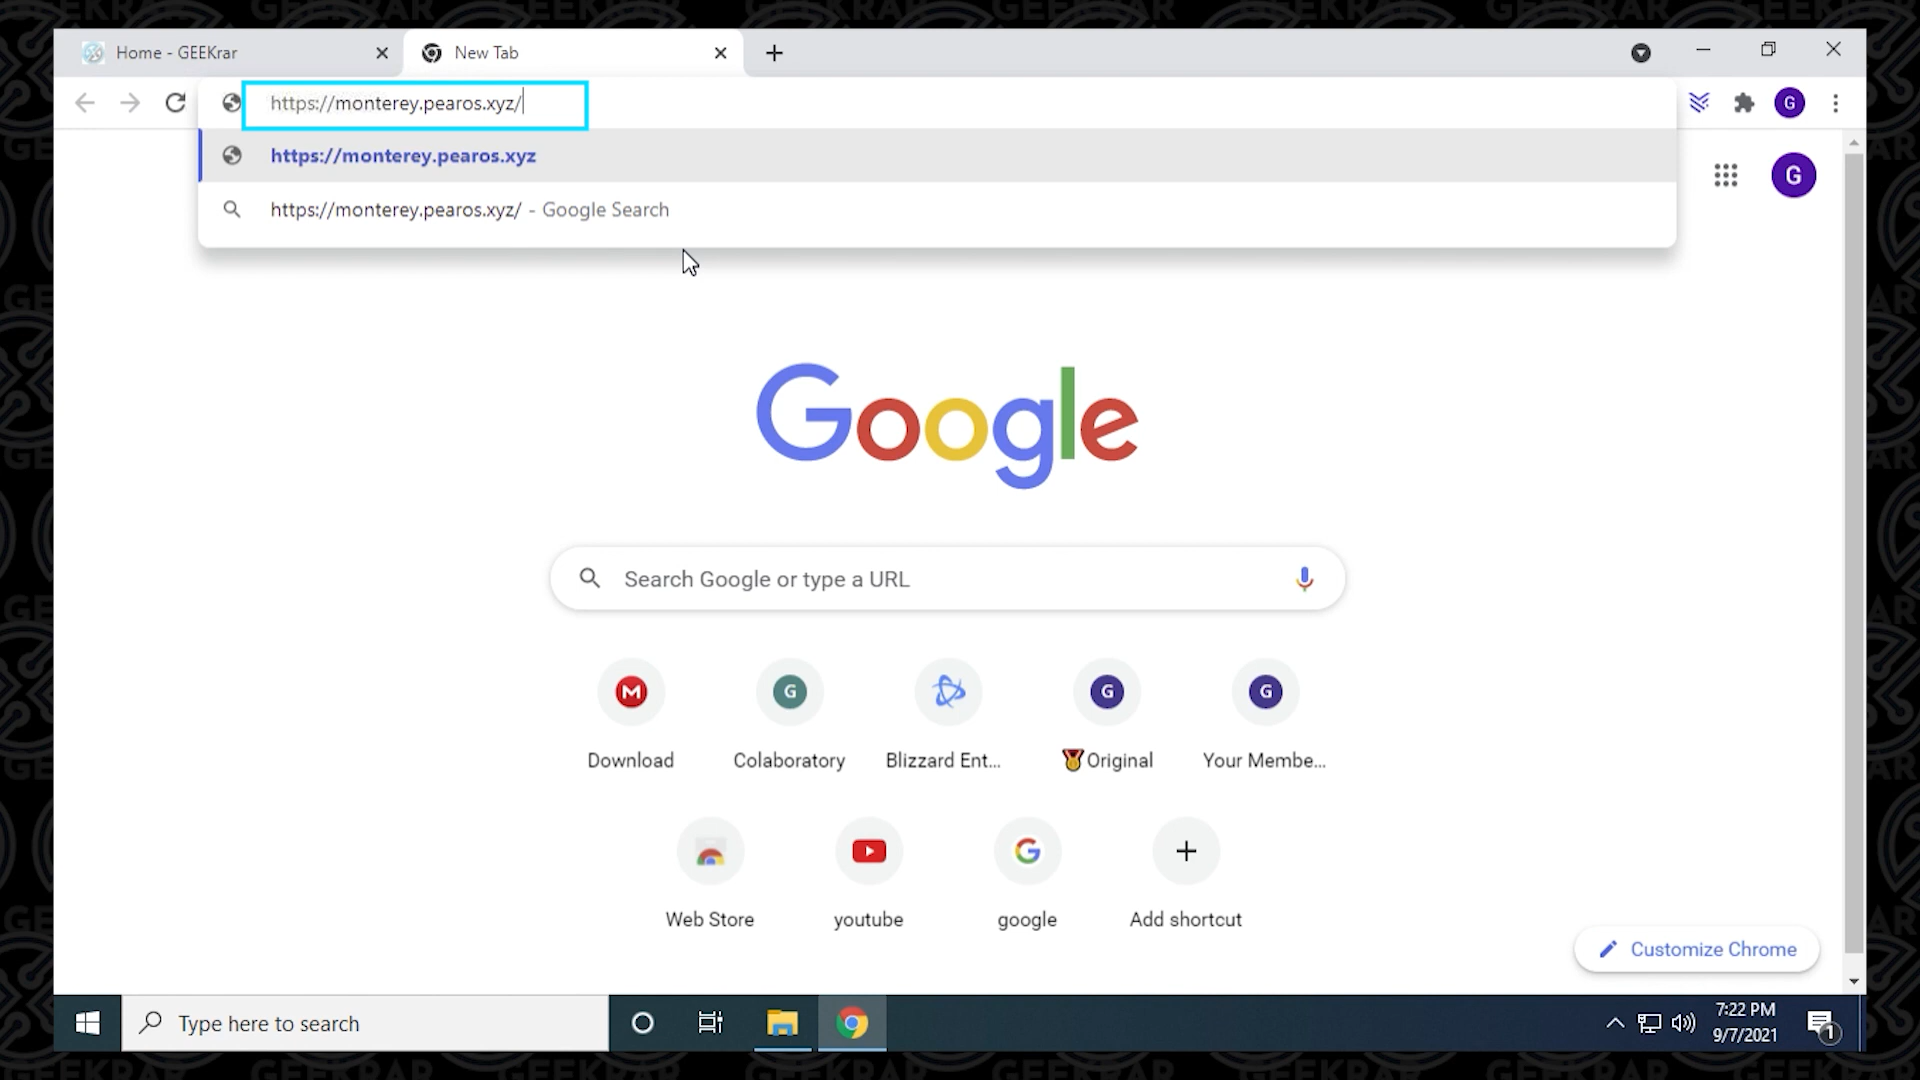 Home - GEEKrar
New Tab
https://monterey.pearos.xyz/
G
https://monterey.pearos.xyz
https://monterey.pearos.xyz/ - Google Search
G
Google
Search Google or type a URL
M
G
G
G
Download
Colaboratory
Blizzard Ent...
Original
Your Membe...
G
Web Store
youtube
google
Add shortcut
Customize Chrome
Type here to search
7:22 PM
9/7/2021
1
GEEKRAR